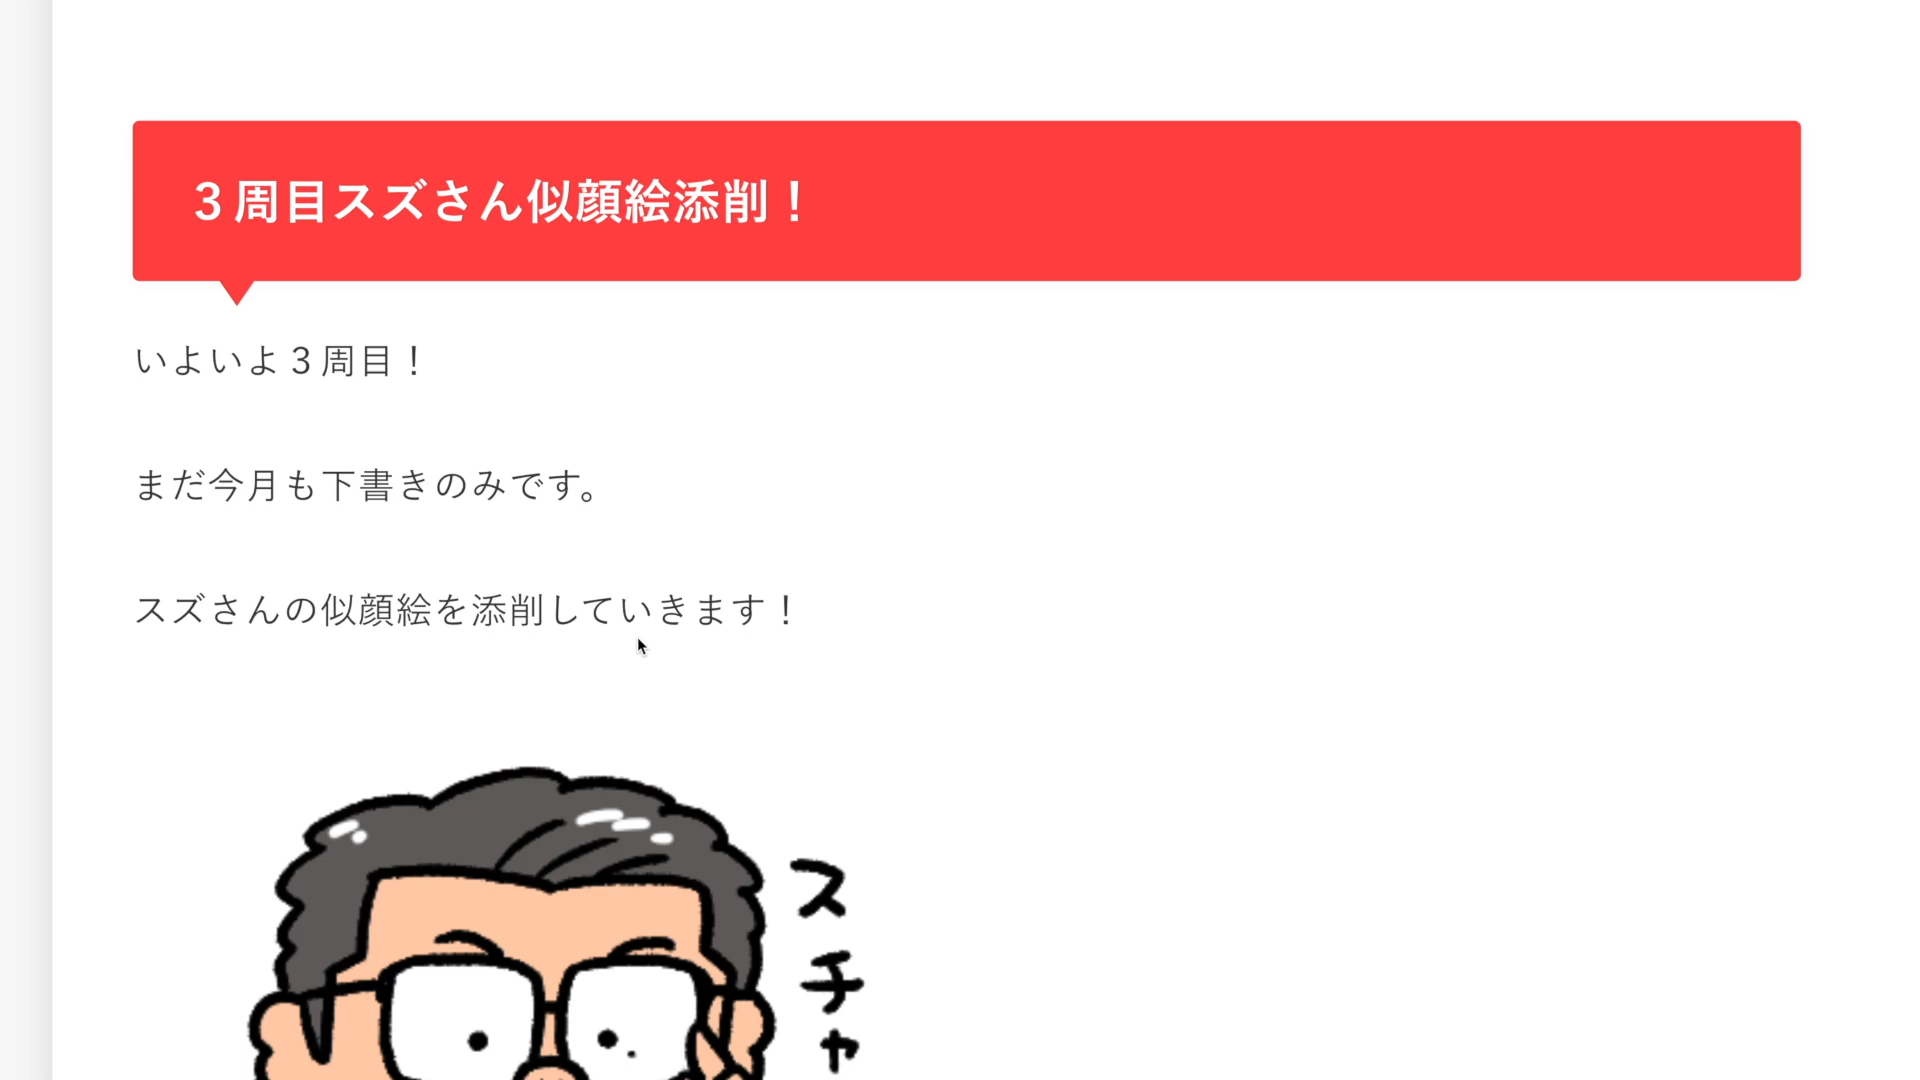 ３周目スズさん似顔絵添削！
いよいよ３周目！
まだ今月も下書きのみです。
スズさんの似顔絵を添削していきます！
スチャ